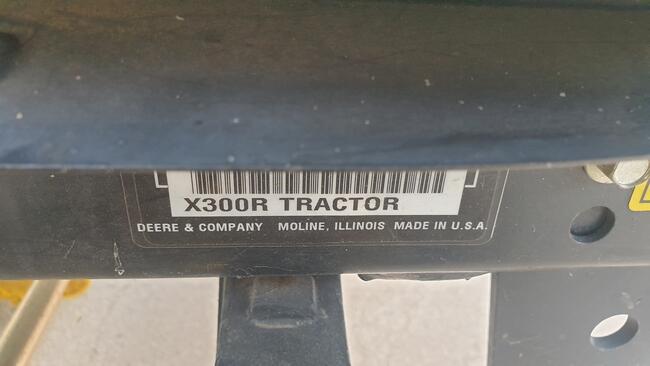 X300R TRACTOR
DEERE & COMPANY MOLINE, ILLINOIS MADE IN U.S.A.